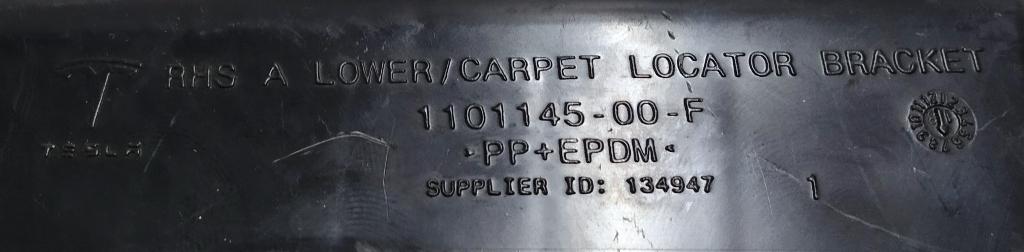 RHS A LOWER/CARPET LOCATOR BRACKET
TESLA
1101145-00-F
·PP+EPDM·
SUPPLIER ID: 134947
1